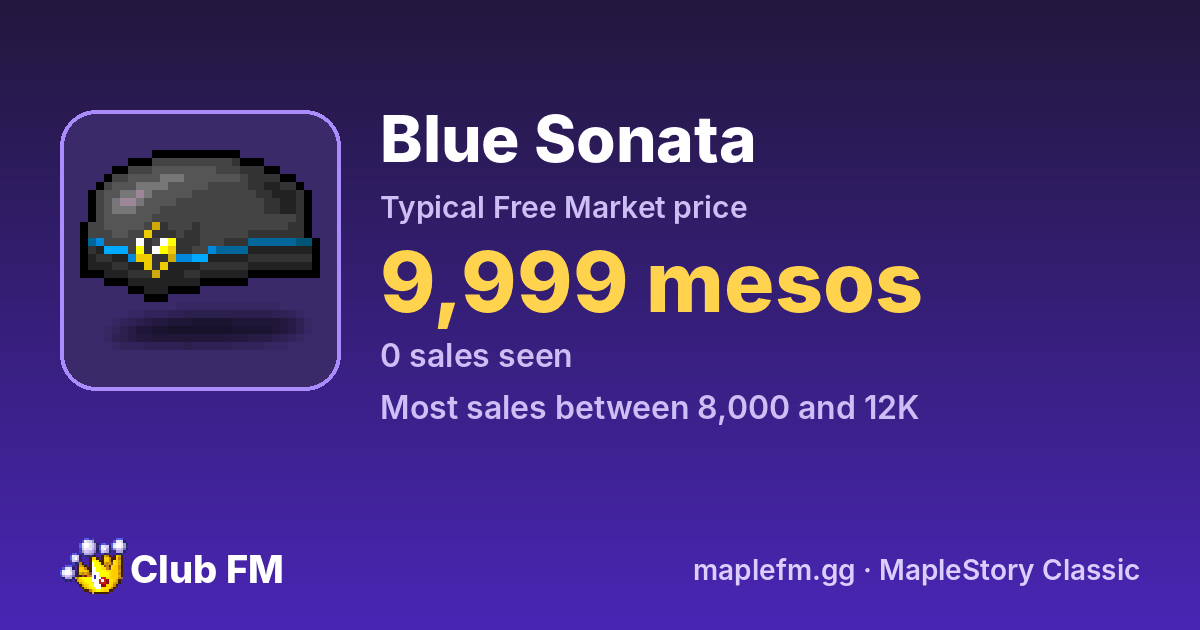 Blue Sonata
Typical Free Market price
9,999 mesos
0 sales seen
Most sales between 8,000 and 12K
Club FM
maplefm.gg · MapleStory Classic